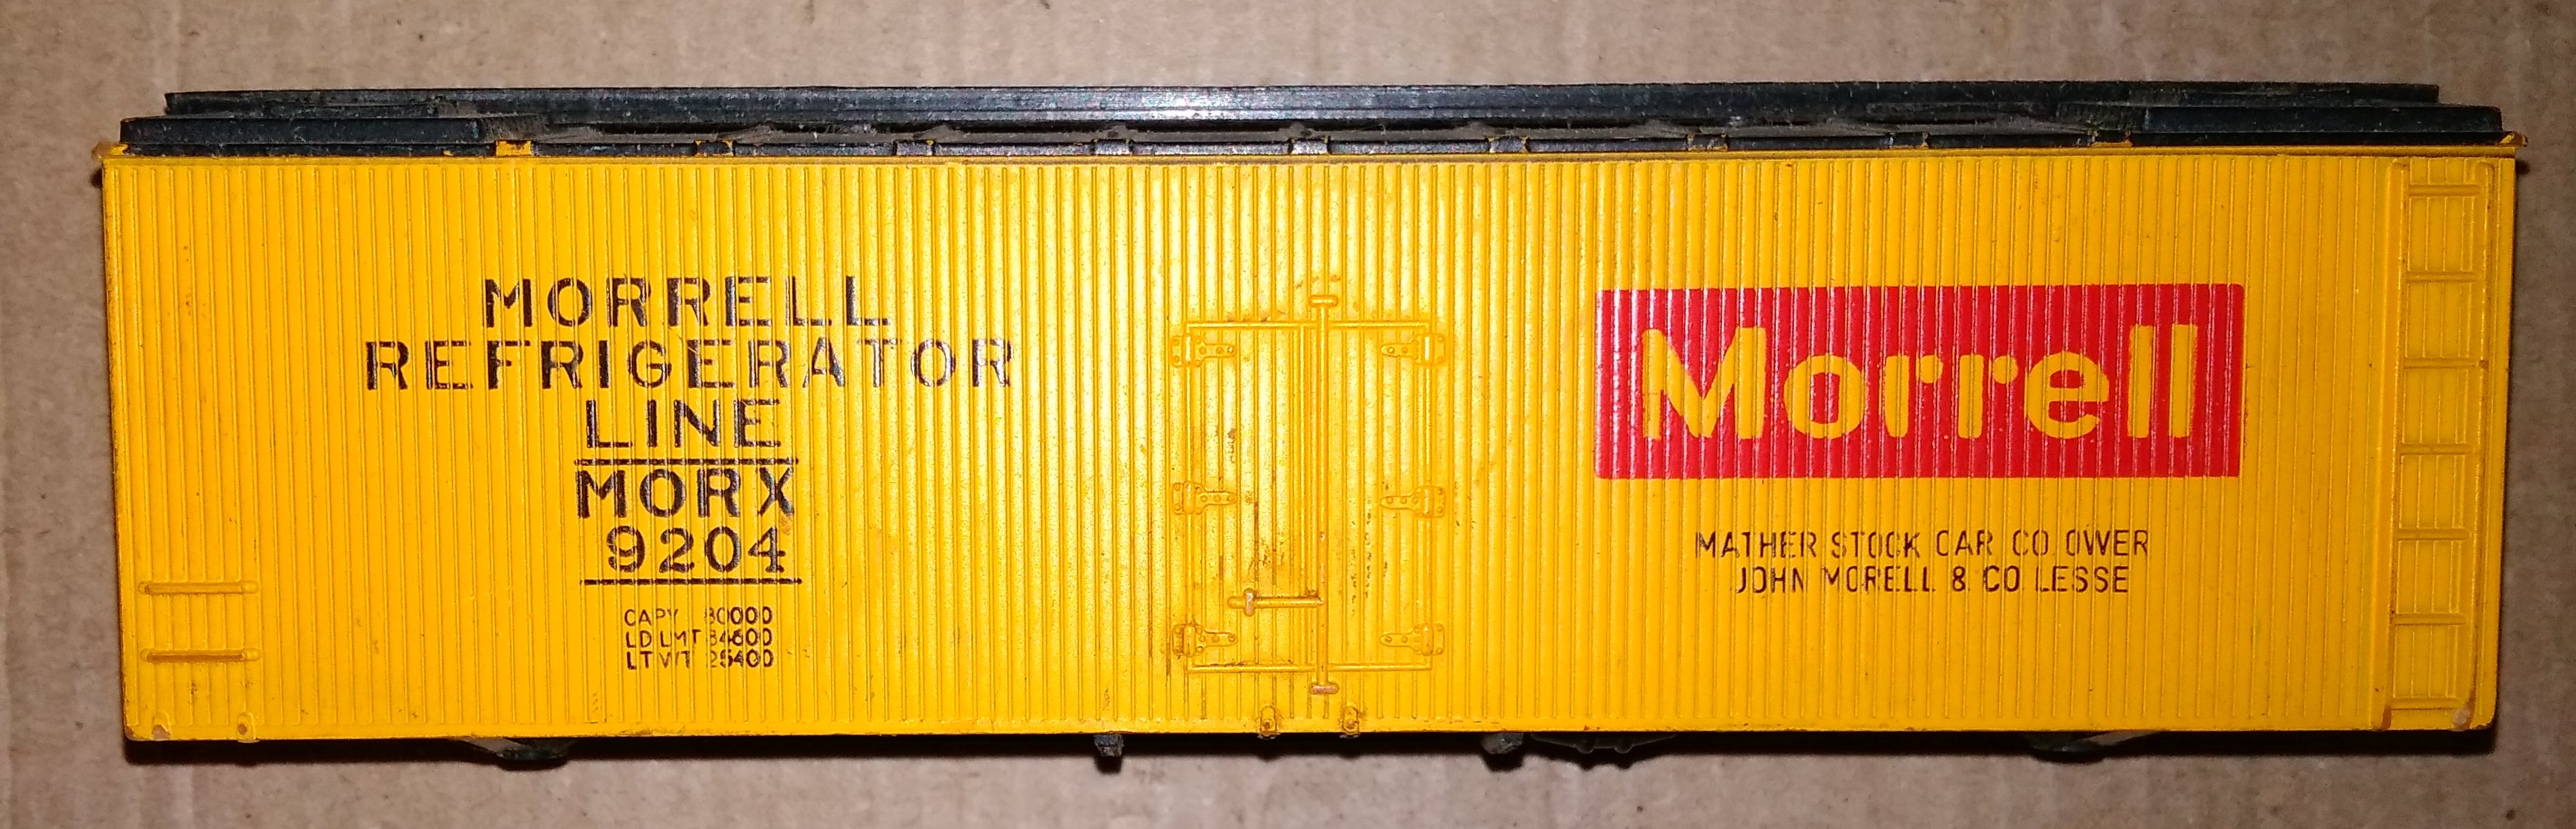 MORRELL
REFRIGERATOR
LINE
MORX
9204
CAPY 80000
LD LMT 84600
LT WT 25400
Morrell
MATHER STOCK CAR CO OWER
JOHN MORELL & CO LESSE